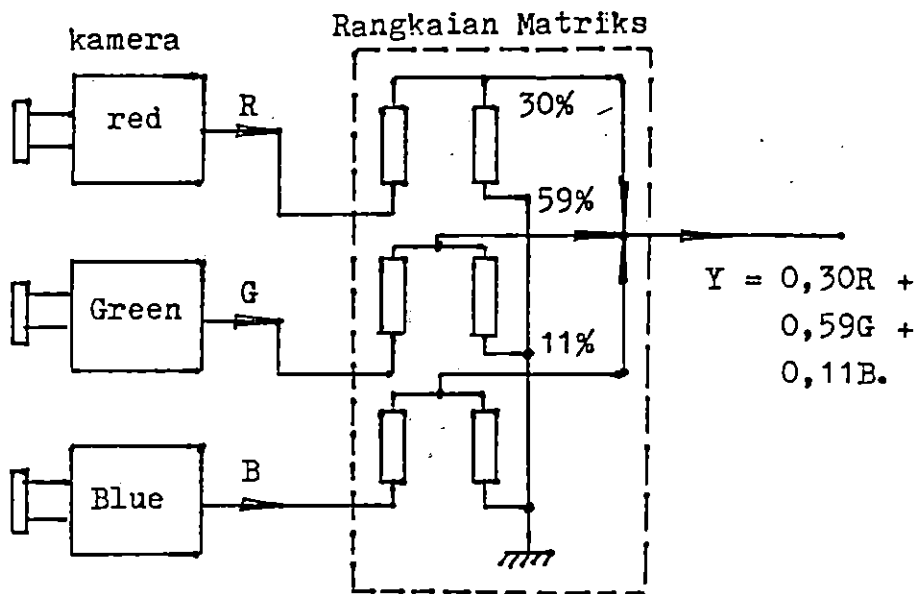 kamera
Rangkaian Matriks
red
R
30%
59%
Green
G
Y = 0,30R +
0,59G +
0,11B.
11%
Blue
B